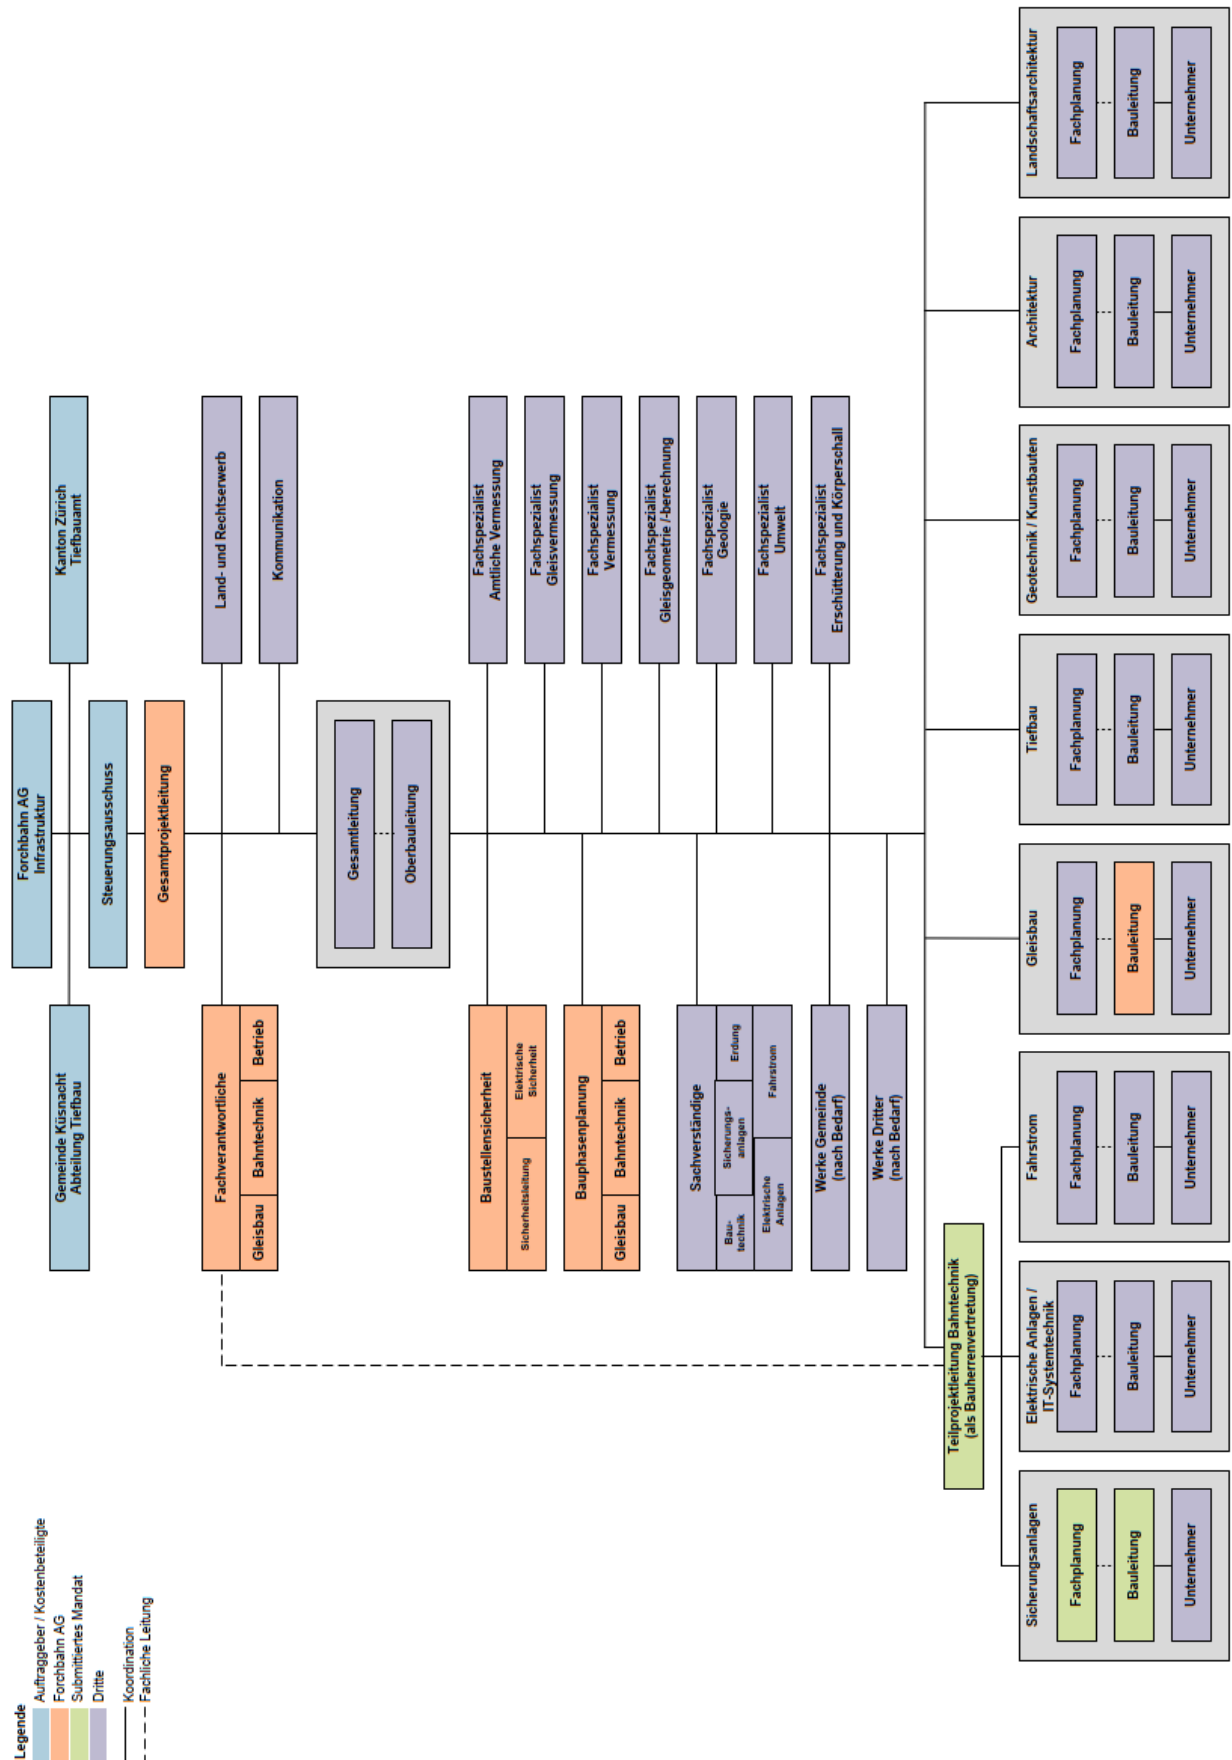 Legende
Auftraggeber / Kostenbeteiligte
Forchbahn AG
Submittiertes Mandat
Dritte
Koordination
Fachliche Leitung
Forchbahn AG
Infrastruktur
Gemeinde Küsnacht
Abteilung Tiefbau
Kanton Zürich
Tiefbauamt
Steuerungsausschuss
Gesamtprojektleitung
Fachverantwortliche
Gleisbau
Bahntechnik
Betrieb
Land- und Rechtserwerb
Kommunikation
Gesamtleitung
Oberbauleitung
Baustellensicherheit
Sicherheitsleitung
Elektrische
Sicherheit
Bauphasenplanung
Gleisbau
Bahntechnik
Betrieb
Sachverständige
Bau-
technik
Sicherungs-
anlagen
Erdung
Elektrische
Anlagen
Fahrstrom
Werke Gemeinde
(nach Bedarf)
Werke Dritter
(nach Bedarf)
Fachspezialist
Amtliche Vermessung
Fachspezialist
Gleisvermessung
Fachspezialist
Vermessung
Fachspezialist
Gleisgeometrie /-berechnung
Fachspezialist
Geologie
Fachspezialist
Umwelt
Fachspezialist
Erschütterung und Körperschall
Teilprojektleitung Bahntechnik
(als Bauherrenvertretung)
Sicherungsanlagen
Fachplanung
Bauleitung
Unternehmer
Elektrische Anlagen /
IT-Systemtechnik
Fachplanung
Bauleitung
Unternehmer
Fahrstrom
Fachplanung
Bauleitung
Unternehmer
Gleisbau
Fachplanung
Bauleitung
Unternehmer
Tiefbau
Fachplanung
Bauleitung
Unternehmer
Geotechnik / Kunstbauten
Fachplanung
Bauleitung
Unternehmer
Architektur
Fachplanung
Bauleitung
Unternehmer
Landschaftsarchitektur
Fachplanung
Bauleitung
Unternehmer